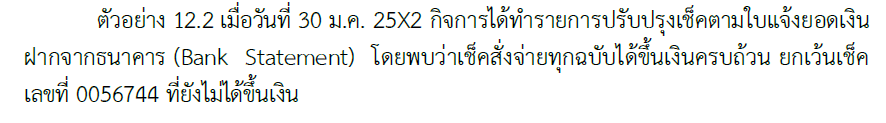 ตัวอย่าง 12.2 เมื่อวันที่ 30 ม.ค. 25X2 กิจการได้ทำรายการปรับปรุงเช็คตามใบแจ้งยอดเงิน
ฝากจากธนาคาร (Bank Statement) โดยพบว่าเช็คสั่งจ่ายทุกฉบับได้ขึ้นเงินครบถ้วน ยกเว้นเช็ค
เลขที่ 0056744 ที่ยังไม่ได้ขึ้นเงิน